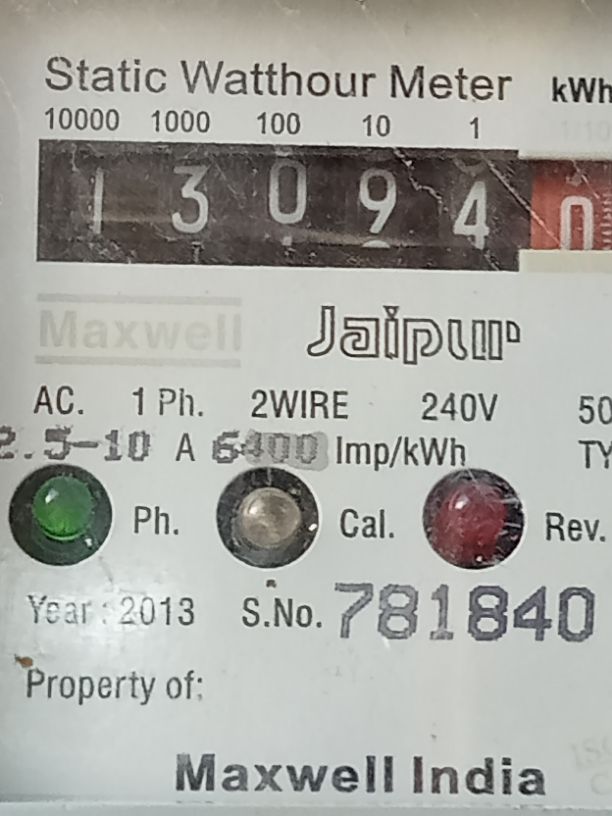 Static Watthour Meter kWh
10000 1000 100 10 1 1/10
1 3 0 9 4 0
Maxwell Jaipur
AC. 1 Ph. 2WIRE 240V 50
2.5-10 A 6400 Imp/kWh TY
Ph. Cal. Rev.
Year : 2013 S.No. 781840
Property of:
Maxwell India